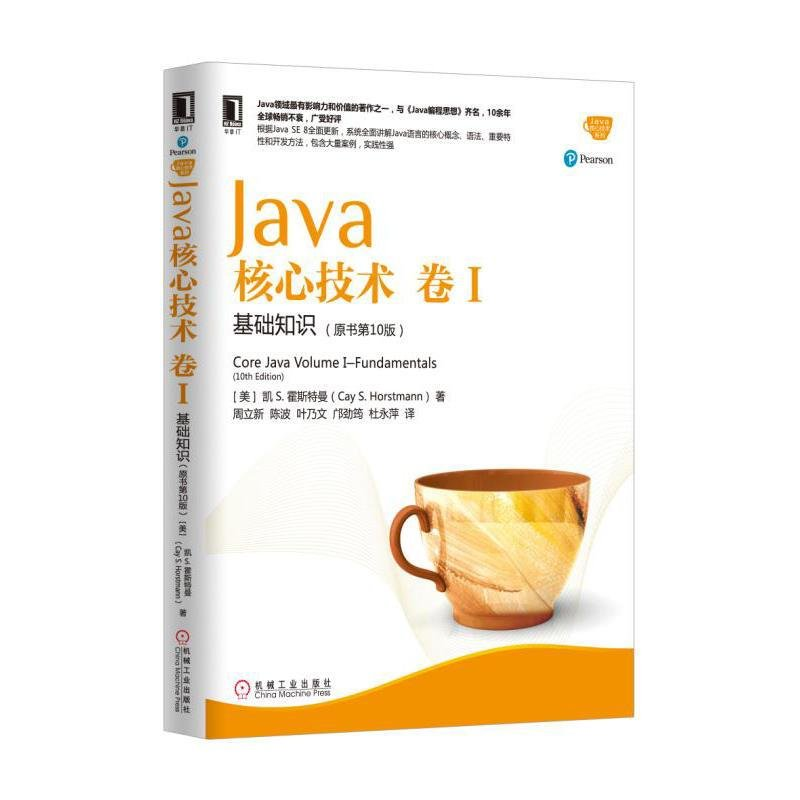 华章IT
Pearson
Java核心技术系列
Java核心技术 卷I
基础知识(原书第10版)
[美]
凯 S. 霍斯特曼
(Cay S. Horstmann)
著
机械工业出版社
China Machine Press
华章IT
Java领域最有影响力和价值的著作之一,与《Java编程思想》齐名,10余年
全球畅销不衰,广受好评
根据Java SE 8全面更新,系统全面讲解Java语言的核心概念、语法、重要特
性和开发方法,包含大量案例,实践性强
Java
核心技术
系列
Pearson
Java
核心技术 卷I
基础知识(原书第10版)
Core Java Volume I–Fundamentals
(10th Edition)
[美] 凯 S. 霍斯特曼(Cay S. Horstmann) 著
周立新 陈波 叶乃文 邝劲筠 杜永萍 译
机械工业出版社
China Machine Press